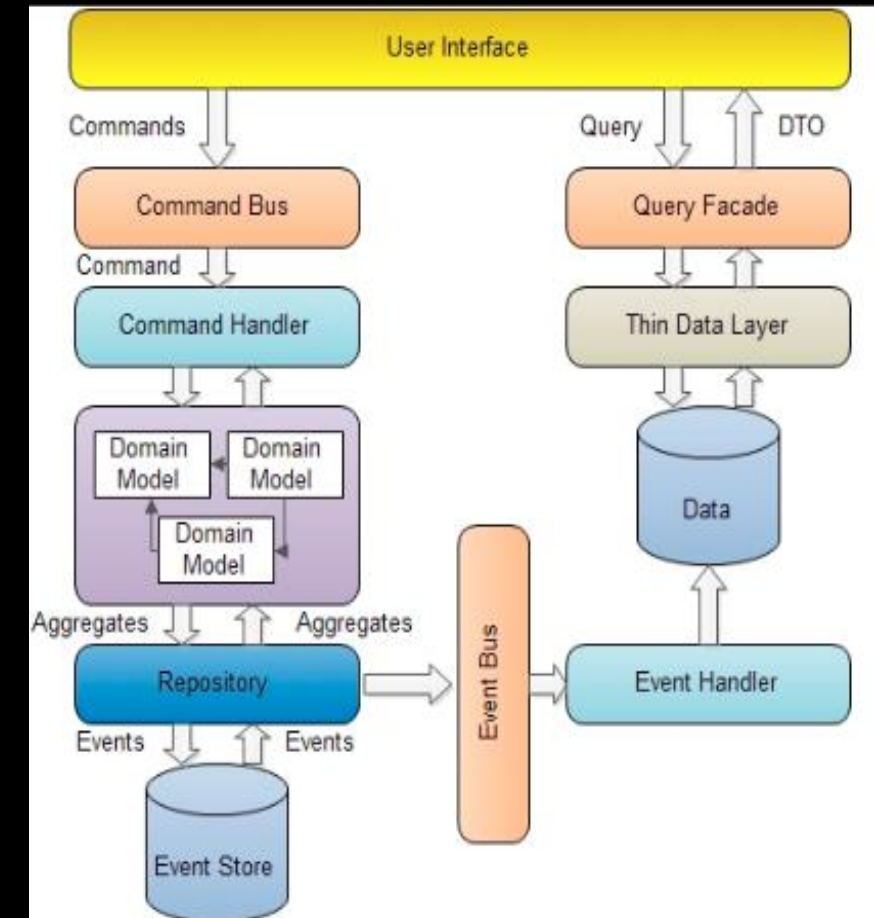 User Interface
Commands
Query
DTO
Command Bus
Query Facade
Command
Command Handler
Thin Data Layer
Domain
Model
Domain
Model
Domain
Model
Data
Aggregates
Aggregates
Repository
Event Bus
Event Handler
Events
Events
Event Store